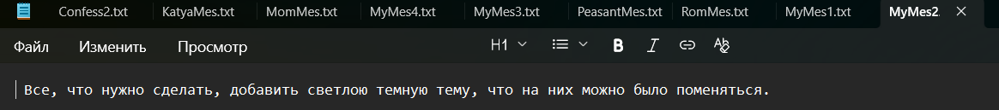 Confess2.txt KatyaMes.txt MomMes.txt MyMes4.txt MyMes3.txt PeasantMes.txt RomMes.txt MyMes1.txt MyMes2.
Файл Изменить Просмотр H1 B I
Все, что нужно сделать, добавить светлою темную тему, что на них можно было поменяться.